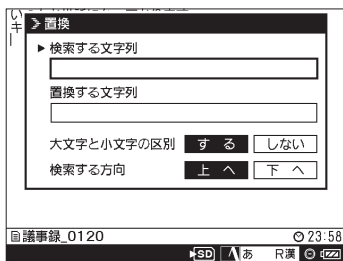 い
キ
置換
検索する文字列
置換する文字列
大文字と小文字の区別 する しない
検索する方向 上へ 下へ
議事録_0120 23:58
SD あ R漢